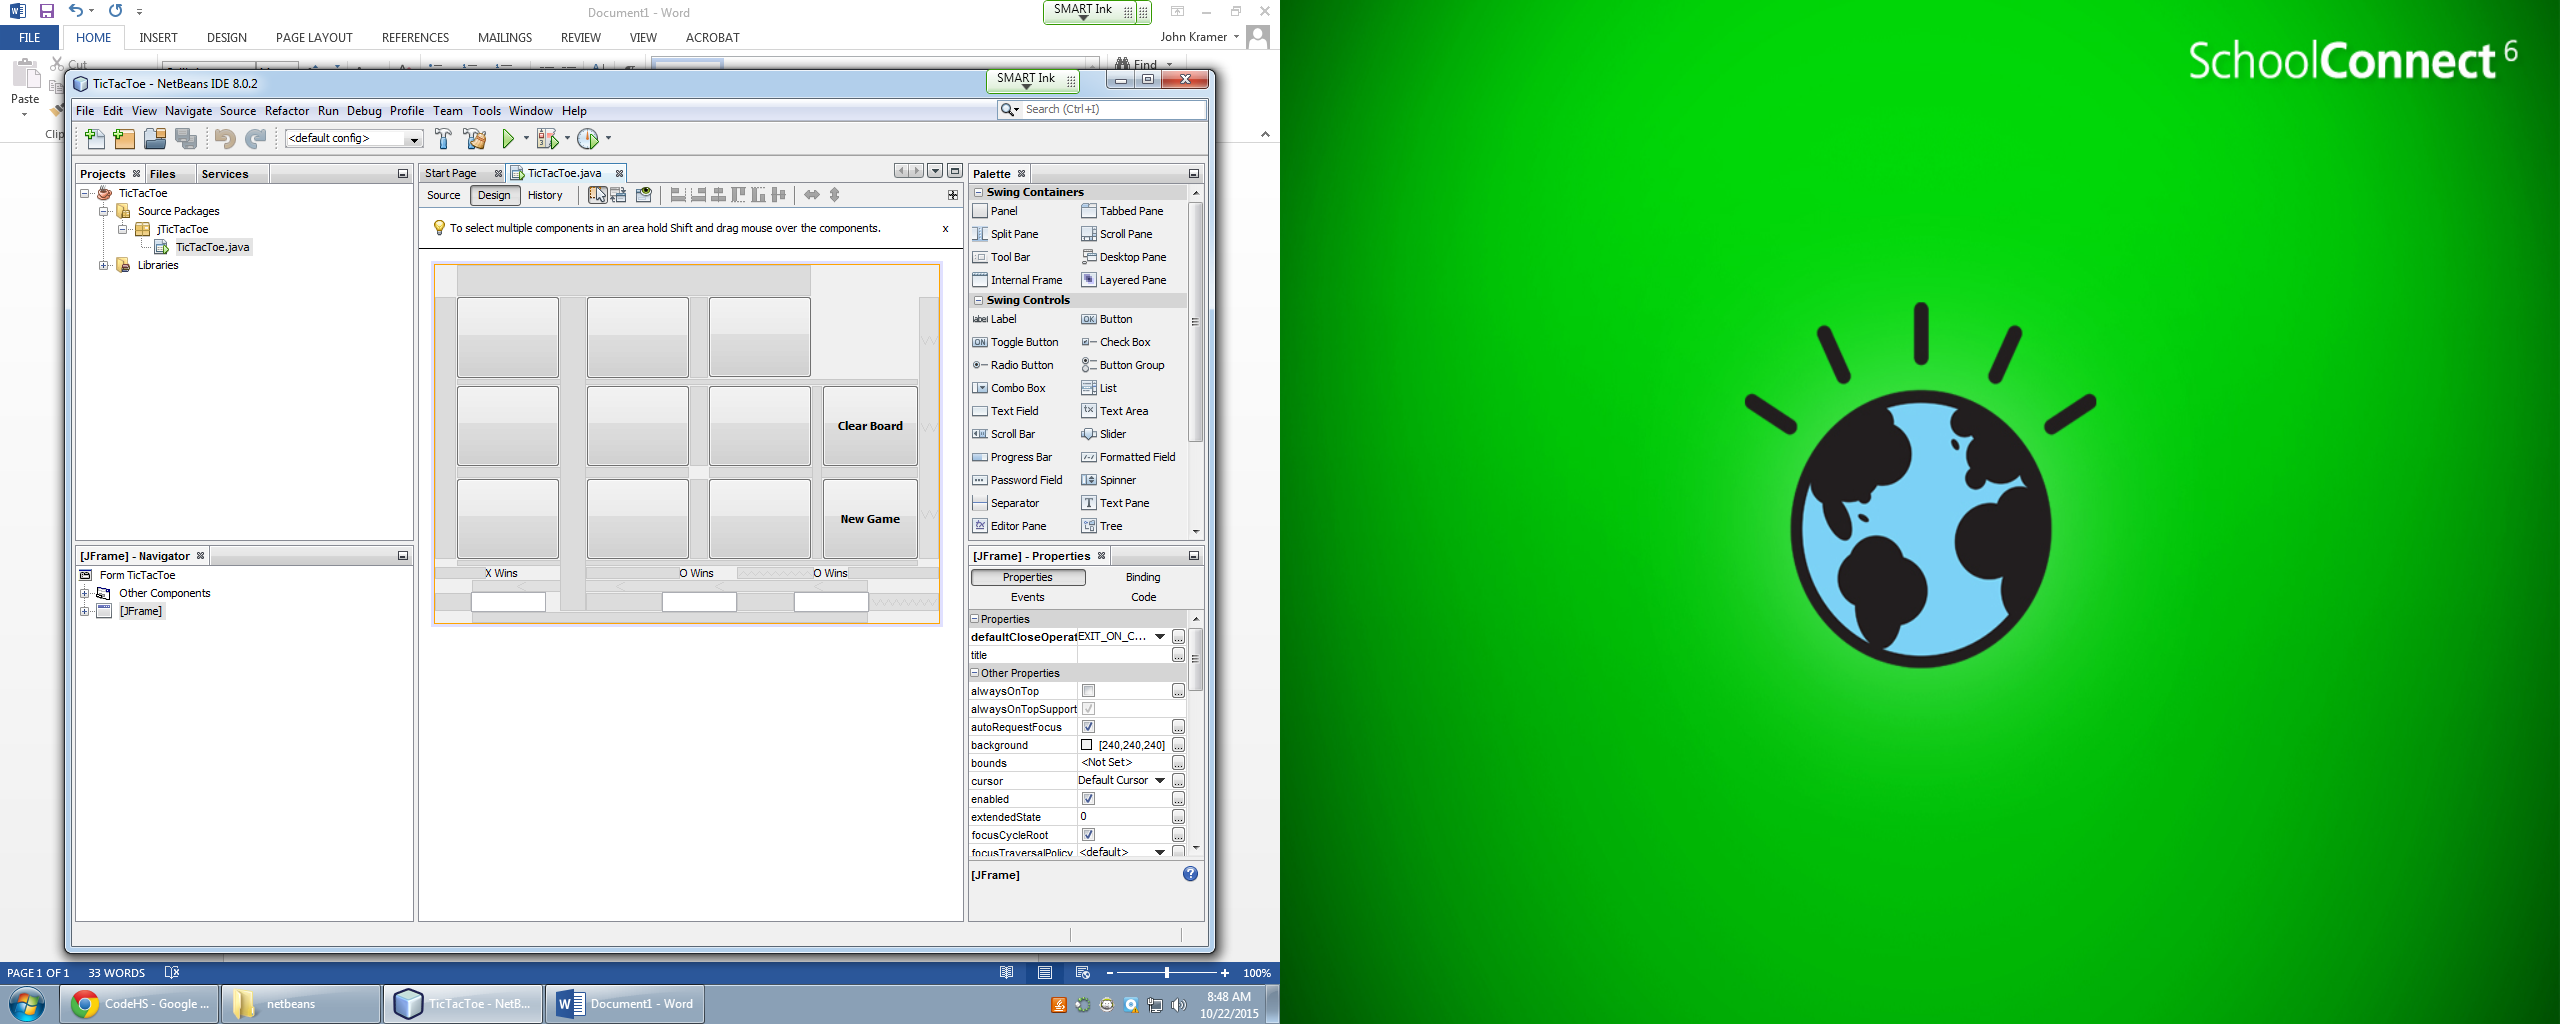 Document1 - Word
SMART Ink
FILE HOME INSERT DESIGN PAGE LAYOUT REFERENCES MAILINGS REVIEW VIEW ACROBAT
John Kramer
Cut
Find
Paste
Clip
TicTacToe - NetBeans IDE 8.0.2
SMART Ink
File Edit View Navigate Source Refactor Run Debug Profile Team Tools Window Help
Search (Ctrl+I)
<default config>
Projects Files Services
TicTacToe
Source Packages
jTicTacToe
TicTacToe.java
Libraries
[JFrame] - Navigator
Form TicTacToe
Other Components
[JFrame]
Start Page TicTacToe.java
Source Design History
To select multiple components in an area hold Shift and drag mouse over the components. x
Clear Board
New Game
X Wins O Wins O Wins
Palette
Swing Containers
Panel Tabbed Pane
Split Pane Scroll Pane
Tool Bar Desktop Pane
Internal Frame Layered Pane
Swing Controls
label Label OK Button
ON Toggle Button Check Box
Radio Button Button Group
Combo Box List
Text Field Text Area
Scroll Bar Slider
Progress Bar Formatted Field
Password Field Spinner
Separator Text Pane
Editor Pane Tree
[JFrame] - Properties
Properties Binding
Events Code
Properties
defaultCloseOperat EXIT_ON_C...
title
Other Properties
alwaysOnTop
alwaysOnTopSupport
autoRequestFocus
background [240,240,240]
bounds <Not Set>
cursor Default Cursor
enabled
extendedState 0
focusCycleRoot
focusTraversalPolicy <default>
[JFrame]
PAGE 1 OF 1 33 WORDS 100%
CodeHS - Google ... netbeans TicTacToe - NetB... Document1 - Word
8:48 AM
10/22/2015
SchoolConnect 6